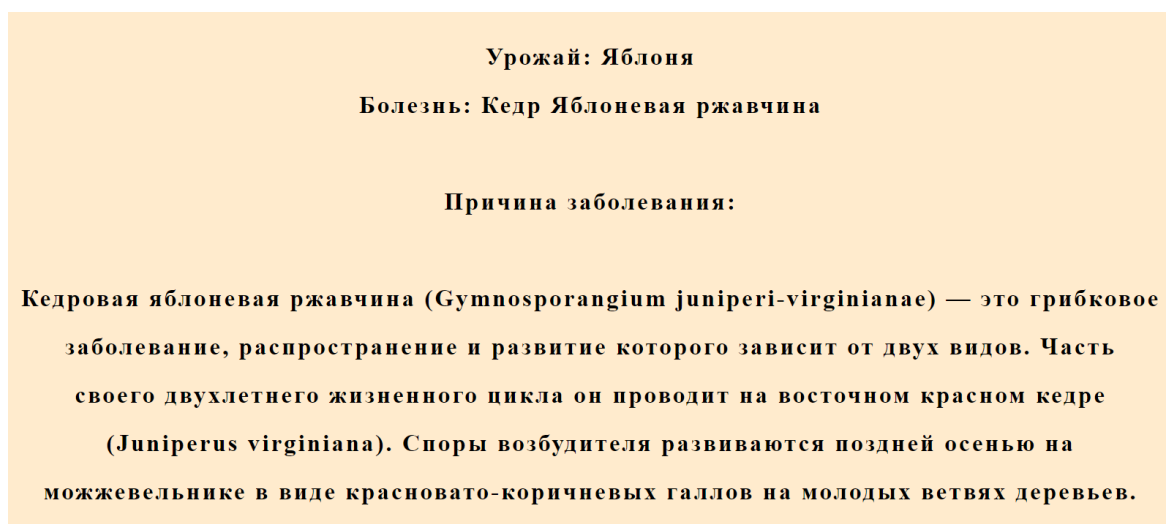 Урожай: Яблоня
Болезнь: Кедр Яблоневая ржавчина
Причина заболевания:
Кедровая яблоневая ржавчина (Gymnosporangium juniperi-virginianae) — это грибковое
заболевание, распространение и развитие которого зависит от двух видов. Часть
своего двухлетнего жизненного цикла он проводит на восточном красном кедре
(Juniperus virginiana). Споры возбудителя развиваются поздней осенью на
можжевельнике в виде красновато-коричневых галлов на молодых ветвях деревьев.